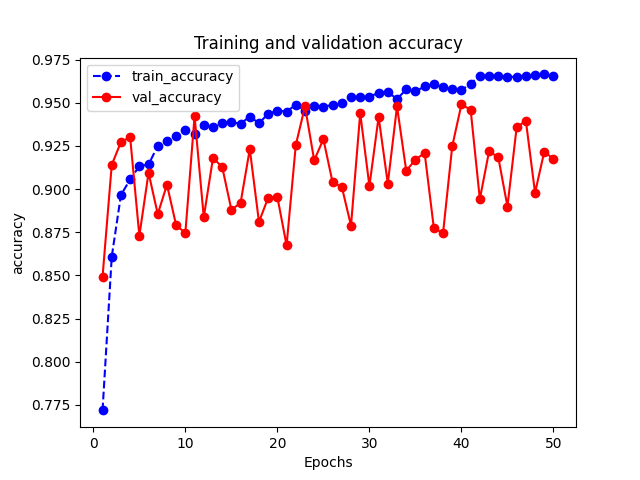 Training and validation accuracy
train_accuracy
val_accuracy
accuracy
0.975
0.950
0.925
0.900
0.875
0.850
0.825
0.800
0.775
0 10 20 30 40 50
Epochs